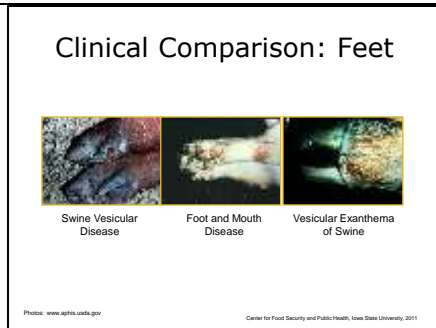 Clinical Comparison: Feet
Swine Vesicular
Disease
Foot and Mouth
Disease
Vesicular Exanthema
of Swine
Photos: www.aphis.usda.gov
Center for Food Security and Public Health, Iowa State University, 2011